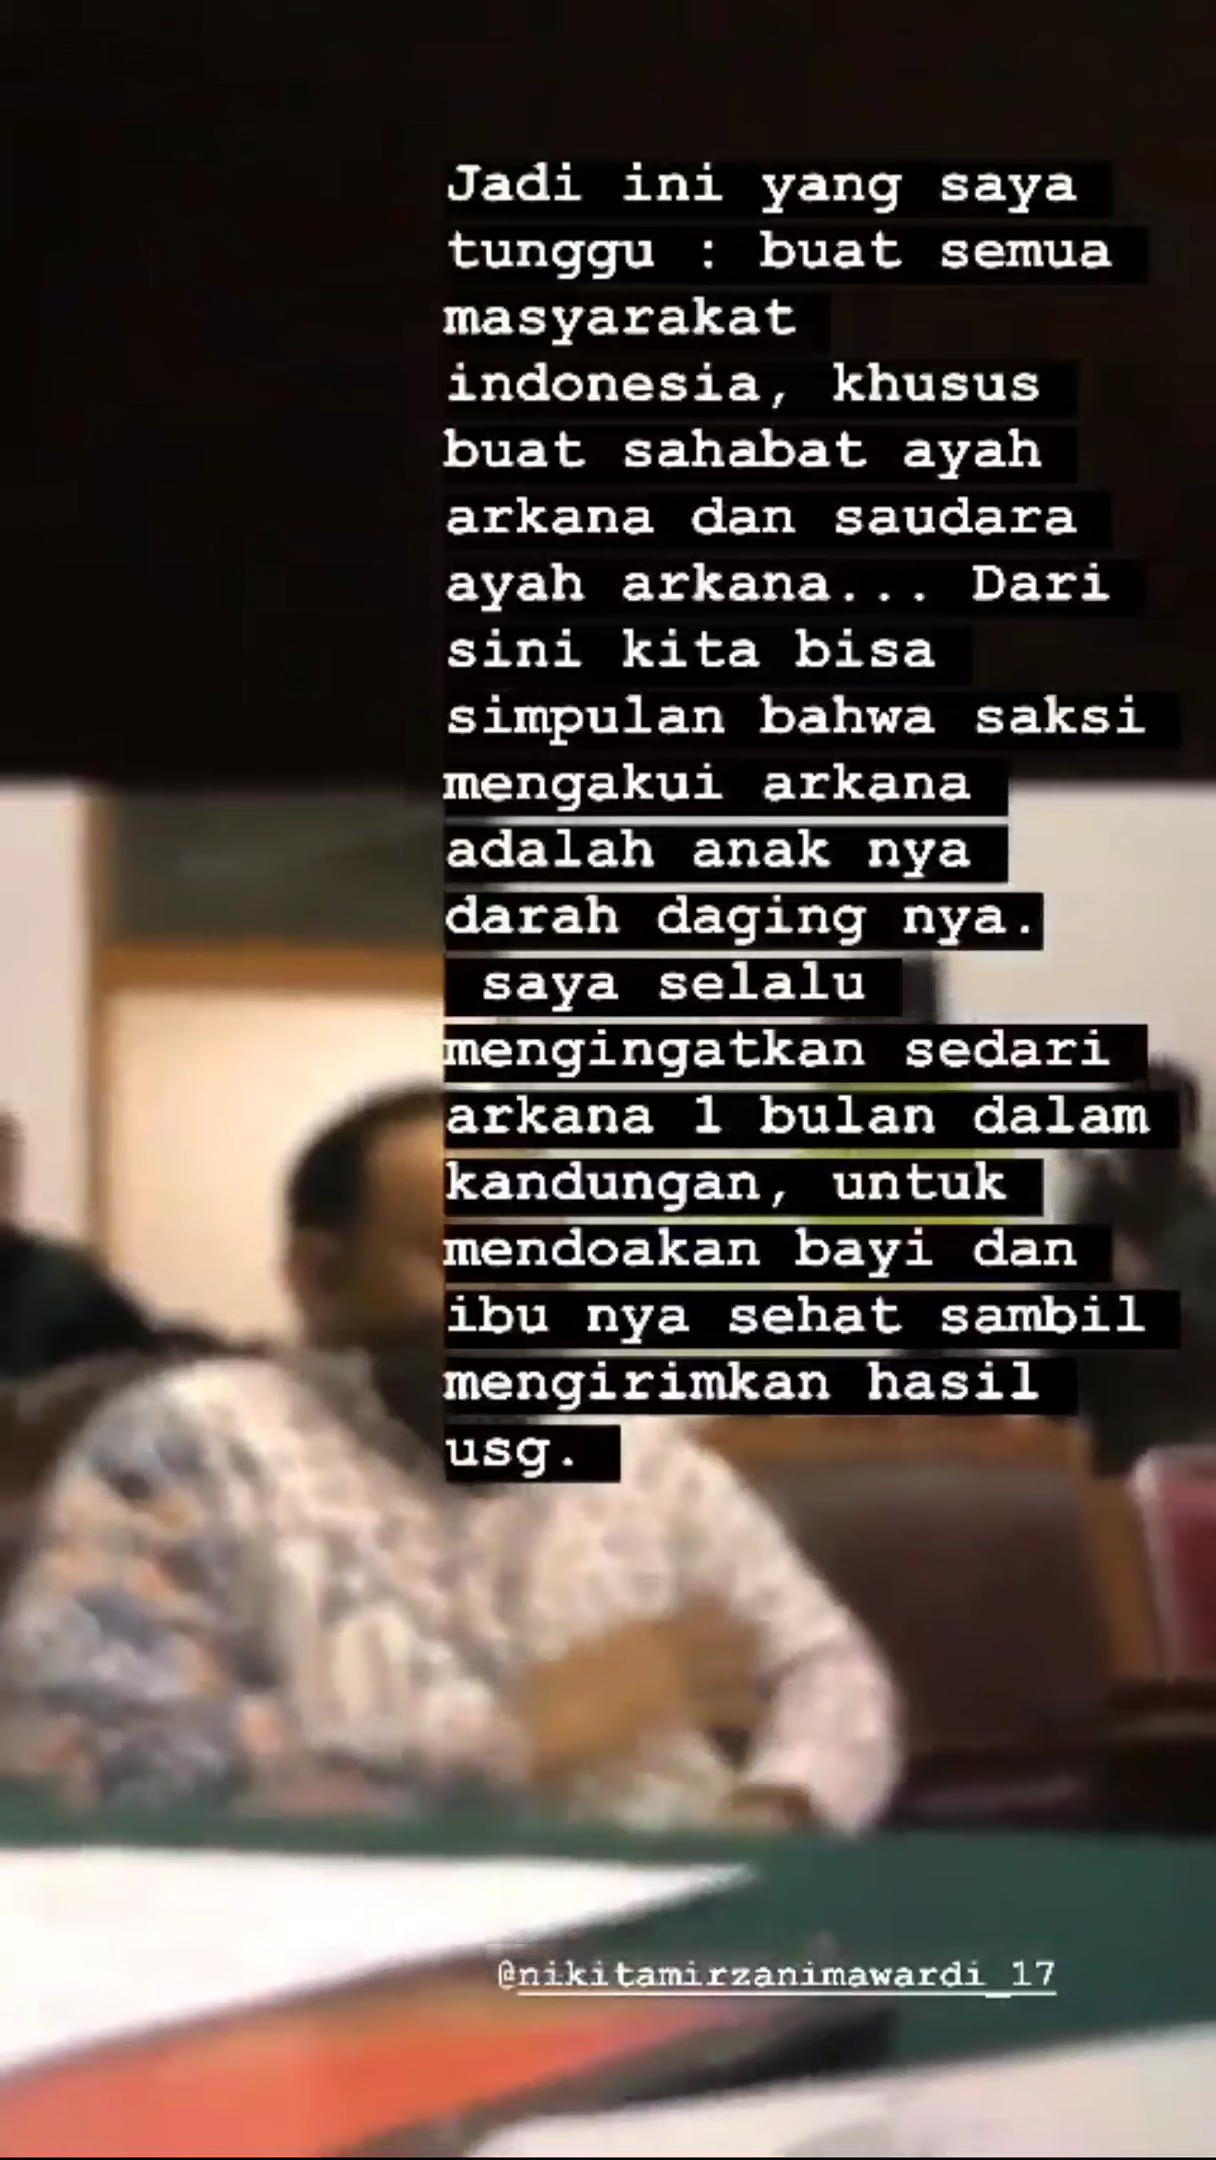 Jadi ini yang saya
tunggu : buat semua
masyarakat
indonesia, khusus
buat sahabat ayah
arkana dan saudara
ayah arkana... Dari
sini kita bisa
simpulan bahwa saksi
mengakui arkana
adalah anak nya
darah daging nya.
saya selalu
mengingatkan sedari
arkana 1 bulan dalam
kandungan, untuk
mendoakan bayi dan
ibu nya sehat sambil
mengirimkan hasil
usg.
@nikitamirzanimawardi_17